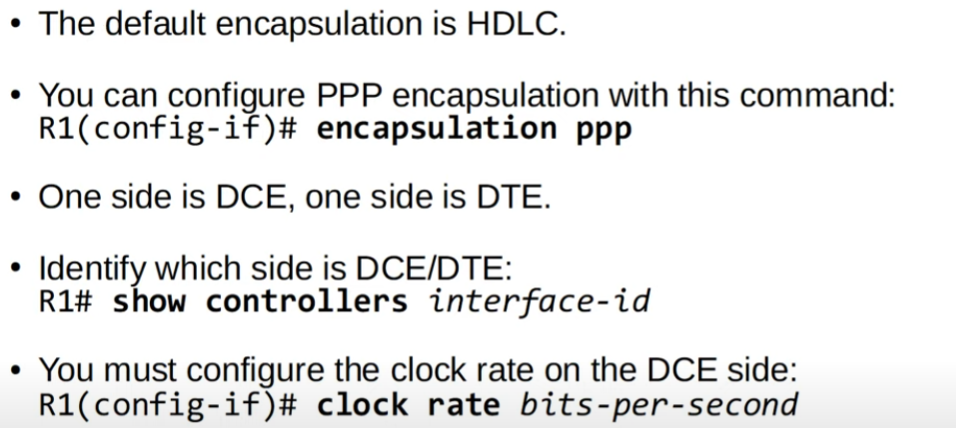 • The default encapsulation is HDLC.
• You can configure PPP encapsulation with this command:
R1(config-if)# encapsulation ppp
• One side is DCE, one side is DTE.
• Identify which side is DCE/DTE:
R1# show controllers interface-id
• You must configure the clock rate on the DCE side:
R1(config-if)# clock rate bits-per-second